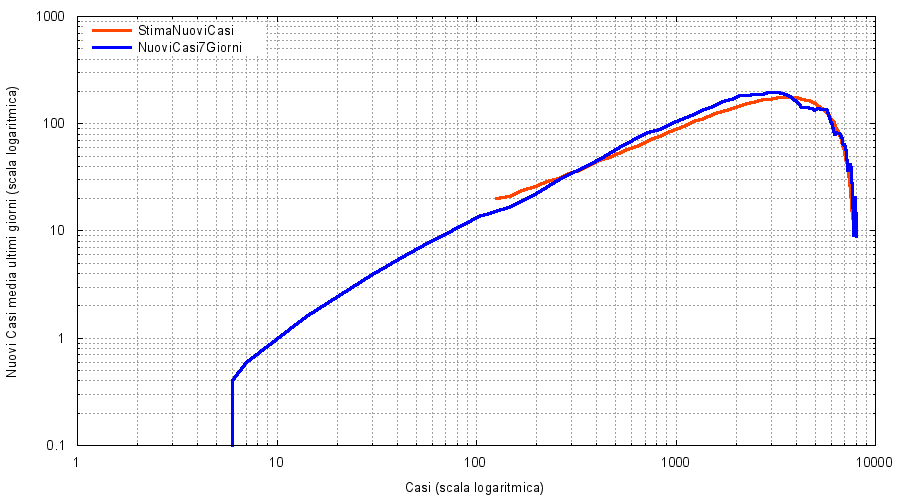 1000
StimaNuoviCasi
NuoviCasi7Giorni
100
10
1
0.1
Nuovi Casi media ultimi giorni (scala logaritmica)
1 10 100 1000 10000
Casi (scala logaritmica)